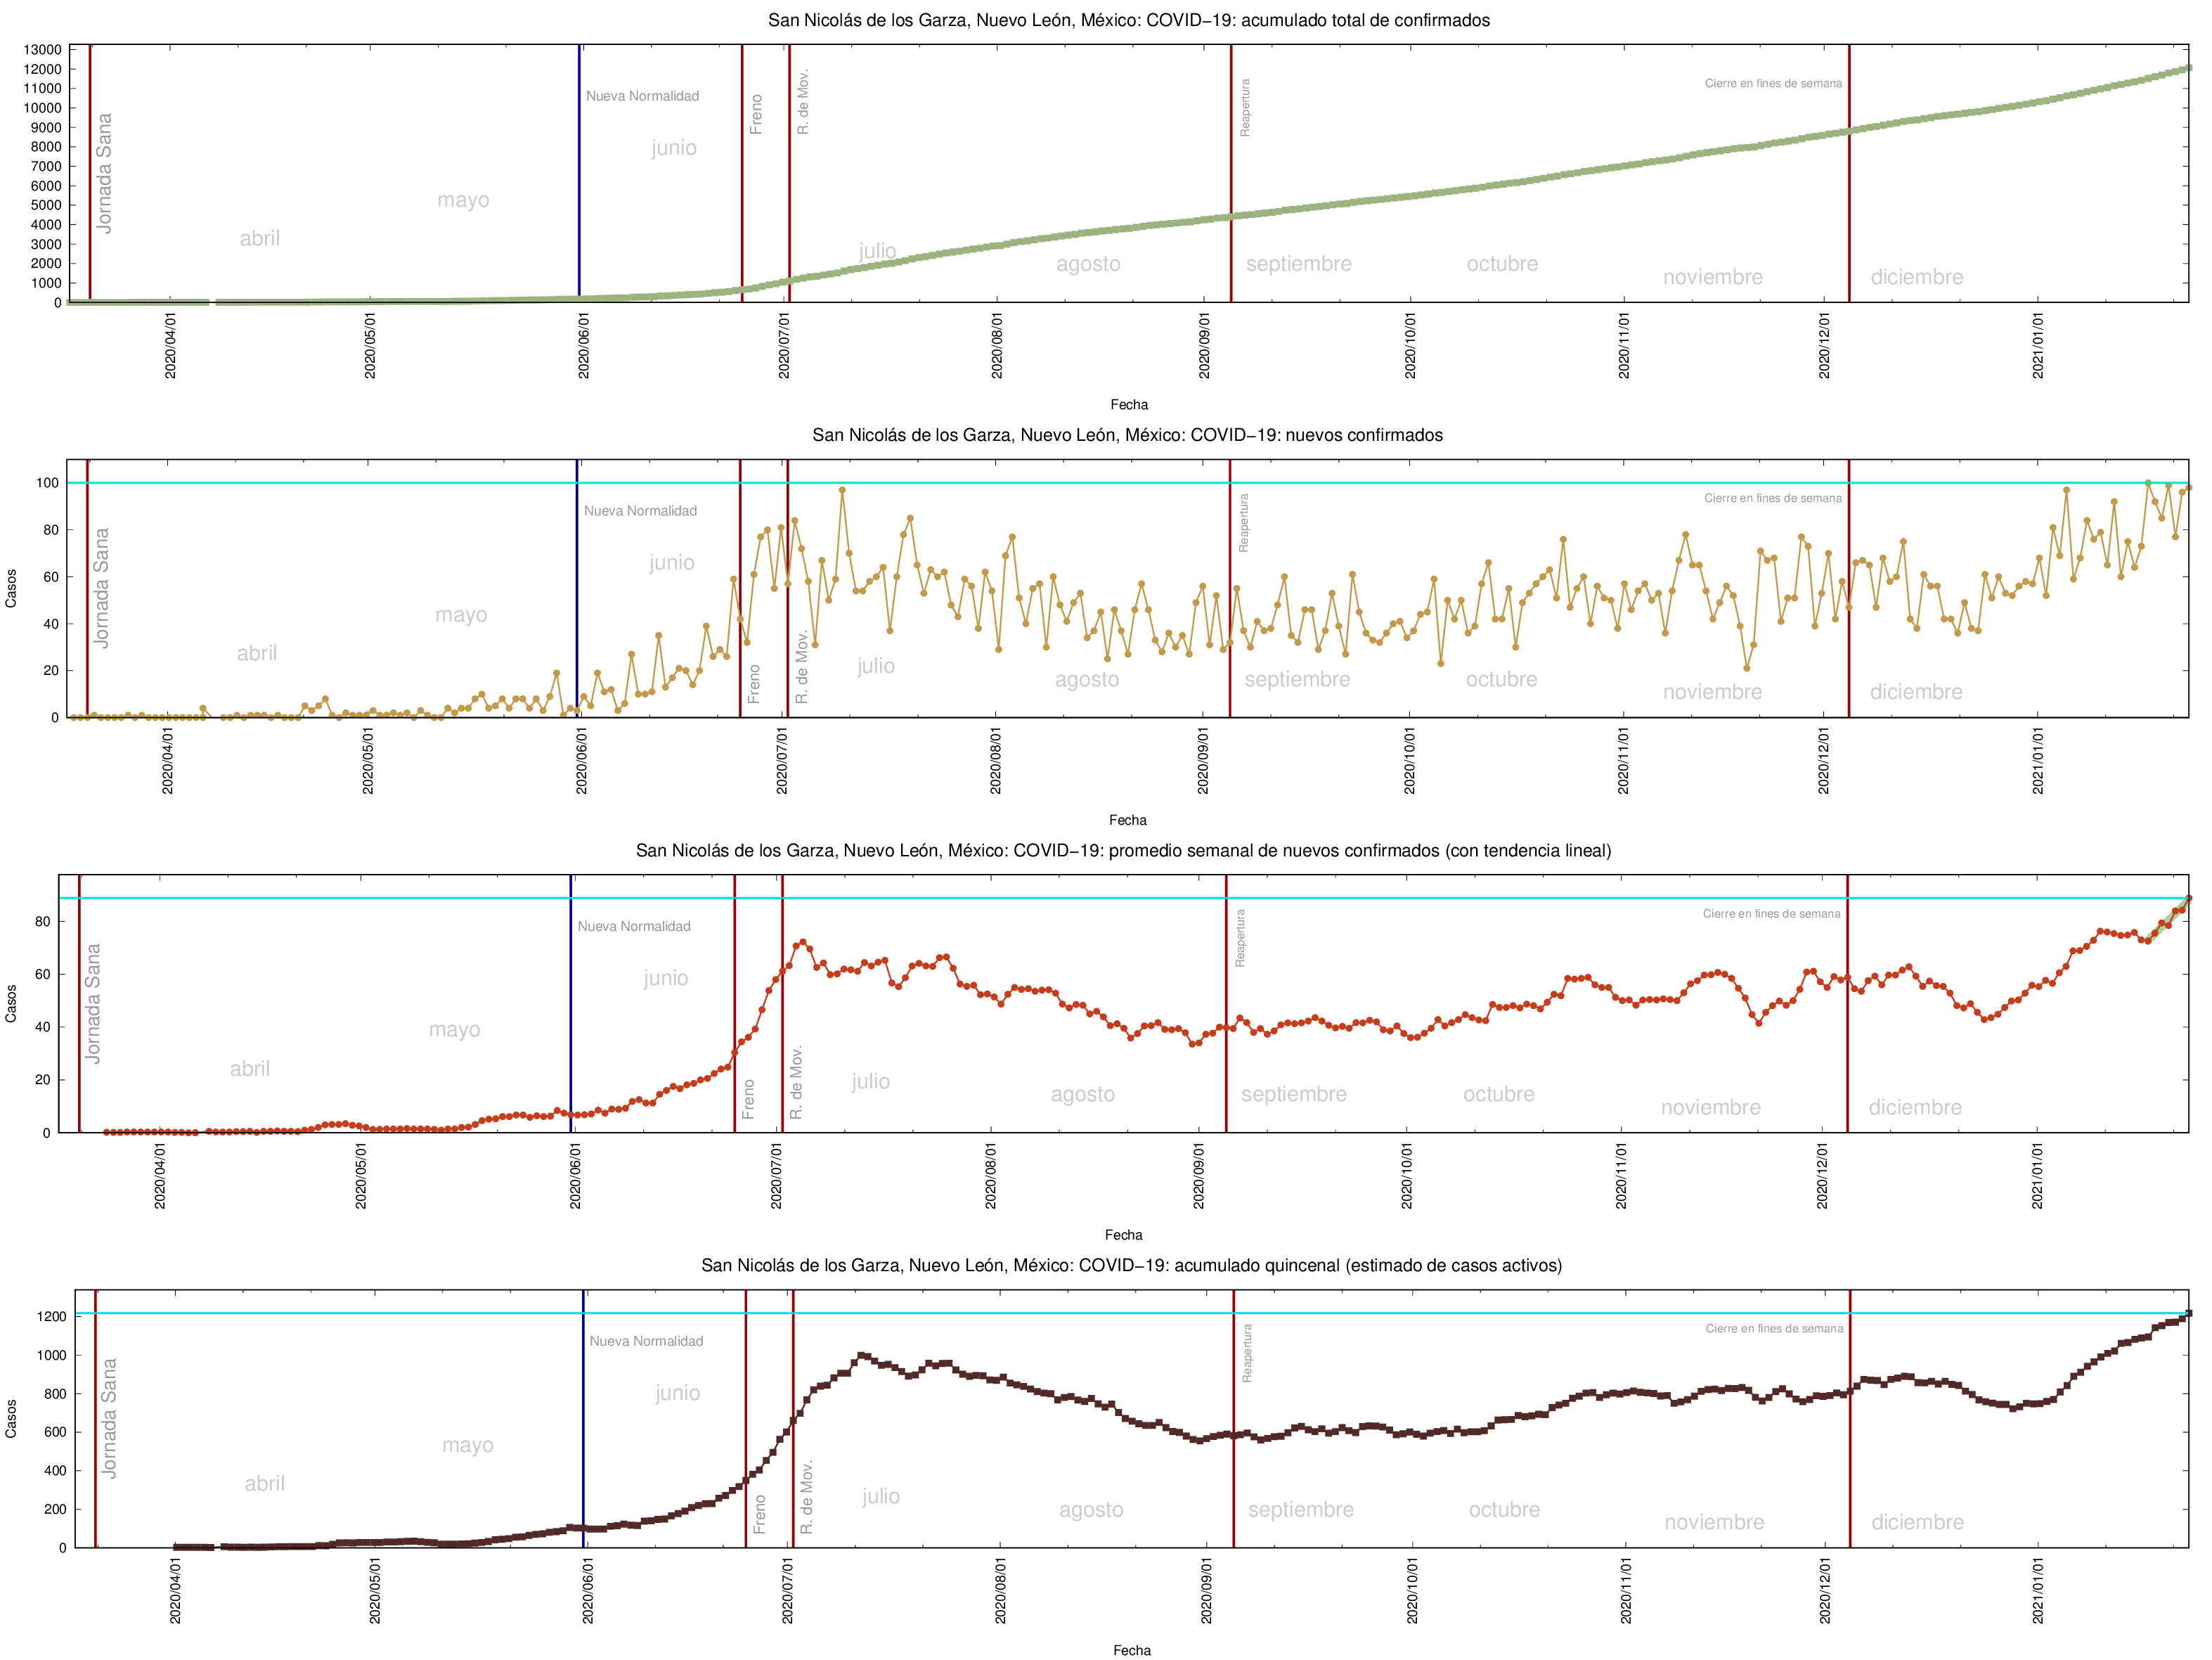 San Nicolás de los Garza, Nuevo León, México: COVID−19: acumulado total de confirmados
13000
12000
11000
10000
9000
8000
7000
6000
5000
4000
3000
2000
1000
0
Jornada Sana
abril
mayo
Nueva Normalidad
junio
Freno
R. de Mov.
julio
agosto
Reapertura
septiembre
octubre
noviembre
Cierre en fines de semana
diciembre
2020/04/01
2020/05/01
2020/06/01
2020/07/01
2020/08/01
2020/09/01
2020/10/01
2020/11/01
2020/12/01
2021/01/01
Fecha
San Nicolás de los Garza, Nuevo León, México: COVID−19: nuevos confirmados
Casos
100
80
60
40
20
0
Jornada Sana
abril
mayo
Nueva Normalidad
junio
Freno
R. de Mov.
julio
agosto
Reapertura
septiembre
octubre
noviembre
Cierre en fines de semana
diciembre
2020/04/01
2020/05/01
2020/06/01
2020/07/01
2020/08/01
2020/09/01
2020/10/01
2020/11/01
2020/12/01
2021/01/01
Fecha
San Nicolás de los Garza, Nuevo León, México: COVID−19: promedio semanal de nuevos confirmados (con tendencia lineal)
Casos
80
60
40
20
0
Jornada Sana
abril
mayo
Nueva Normalidad
junio
Freno
R. de Mov.
julio
agosto
Reapertura
septiembre
octubre
noviembre
Cierre en fines de semana
diciembre
2020/04/01
2020/05/01
2020/06/01
2020/07/01
2020/08/01
2020/09/01
2020/10/01
2020/11/01
2020/12/01
2021/01/01
Fecha
San Nicolás de los Garza, Nuevo León, México: COVID−19: acumulado quincenal (estimado de casos activos)
Casos
1200
1000
800
600
400
200
0
Jornada Sana
abril
mayo
Nueva Normalidad
junio
Freno
R. de Mov.
julio
agosto
Reapertura
septiembre
octubre
noviembre
Cierre en fines de semana
diciembre
2020/04/01
2020/05/01
2020/06/01
2020/07/01
2020/08/01
2020/09/01
2020/10/01
2020/11/01
2020/12/01
2021/01/01
Fecha